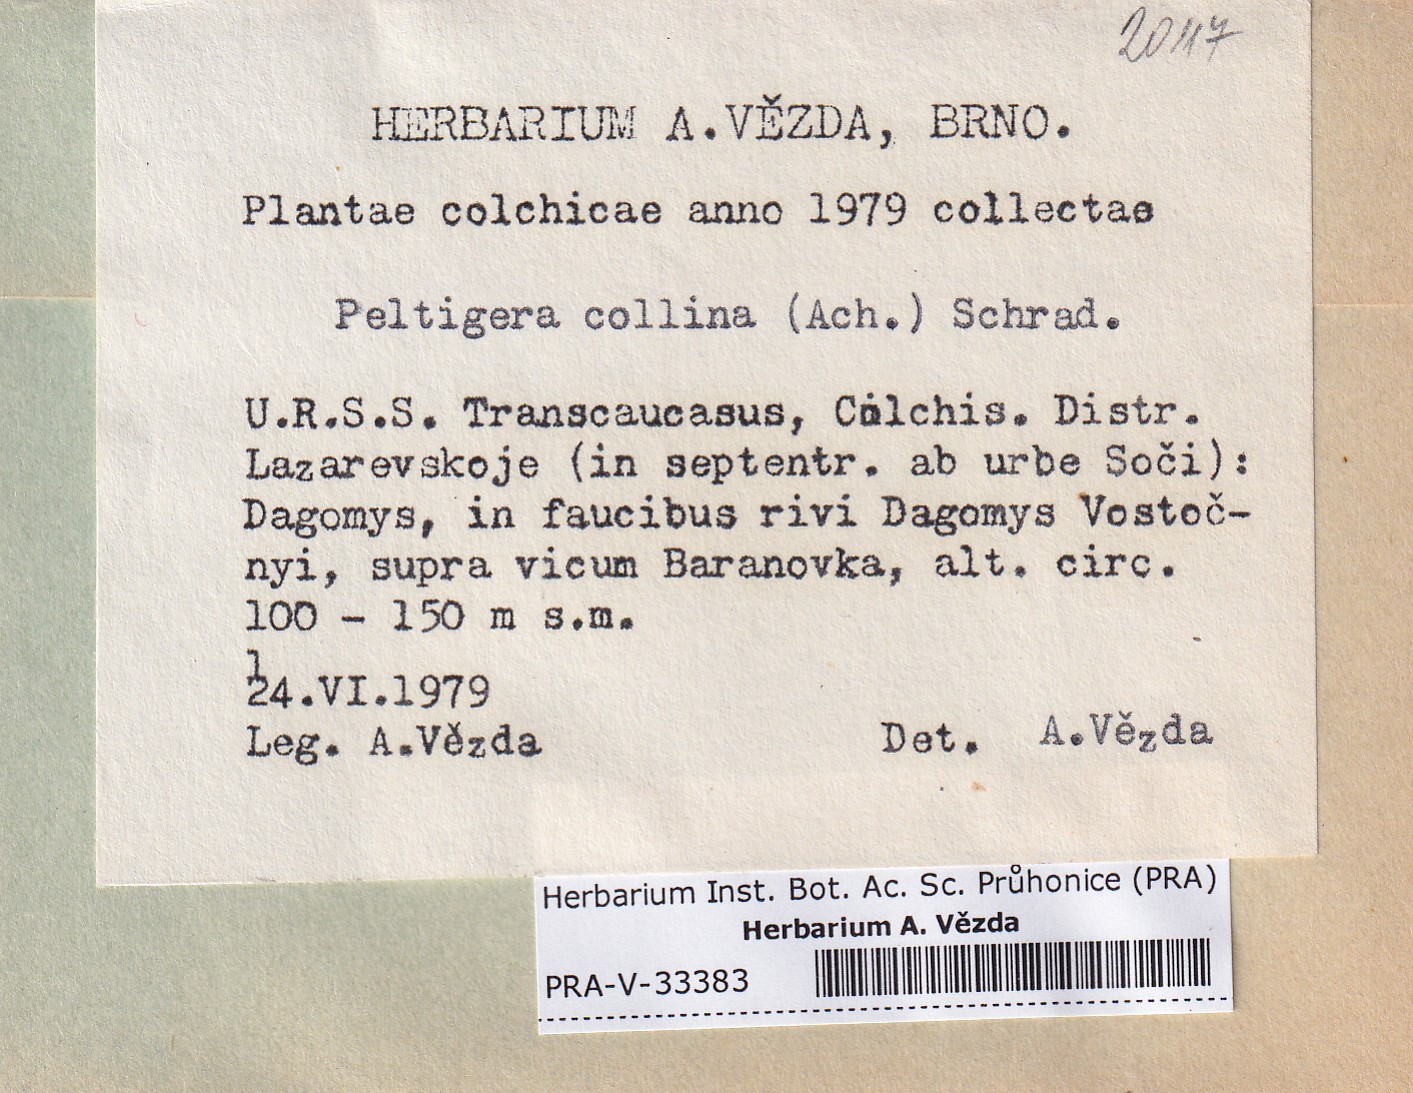 20117
HERBARIUM A.VĚZDA, BRNO.
Plantae colchicae anno 1979 collectae
Peltigera collina (Ach.) Schrad.
U.R.S.S. Transcaucasus, Colchis. Distr.
Lazarevskoje (in septentr. ab urbe Soči):
Dagomys, in faucibus rivi Dagomys Vostoč-
nyi, supra vicum Baranovka, alt. circ.
100 - 150 m s.m.
1
24.VI.1979
Leg. A.Vězda Det. A.Vězda
Herbarium Inst. Bot. Ac. Sc. Průhonice (PRA)
Herbarium A. Vězda
PRA-V-33383